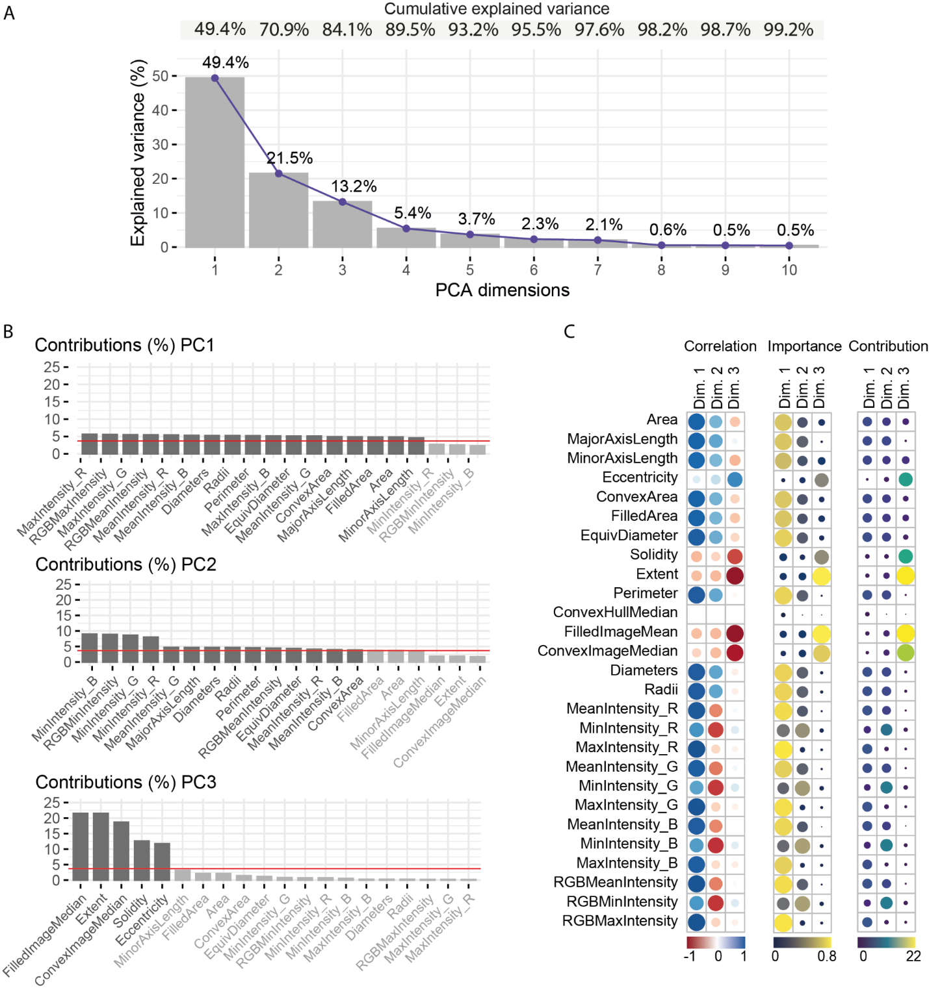 A
Cumulative explained variance
49.4% 70.9% 84.1% 89.5% 93.2% 95.5% 97.6% 98.2% 98.7% 99.2%
Explained variance (%)
50
40
30
20
10
0
49.4%
21.5%
13.2%
5.4%
3.7%
2.3%
2.1%
0.6%
0.5%
0.5%
1 2 3 4 5 6 7 8 9 10
PCA dimensions
B
Contributions (%) PC1
25
20
15
10
5
0
MaxIntensity_R
RGBMaxIntensity
MaxIntensity_G
RGBMeanIntensity
MeanIntensity_R
MeanIntensity_B
Diameters
Radii
Perimeter
MaxIntensity_B
EquivDiameter
MeanIntensity_G
ConvexArea
MajorAxisLength
FilledArea
Area
MinorAxisLength
MinIntensity_R
RGBMinIntensity
MinIntensity_B
Contributions (%) PC2
25
20
15
10
5
0
MinIntensity_B
RGBMinIntensity
MinIntensity_G
MinIntensity_R
MeanIntensity_G
MajorAxisLength
Diameters
Radii
Perimeter
RGBMeanIntensity
EquivDiameter
MeanIntensity_R
MeanIntensity_B
ConvexArea
FilledArea
Area
MinorAxisLength
FilledImageMedian
Extent
ConvexImageMedian
Contributions (%) PC3
25
20
15
10
5
0
FilledImageMedian
Extent
ConvexImageMedian
Solidity
Eccentricity
MinorAxisLength
FilledArea
Area
ConvexArea
EquivDiameter
MinIntensity_G
RGBMinIntensity
MinIntensity_R
MinIntensity_B
MaxIntensity_B
Diameters
Radii
RGBMaxIntensity
MaxIntensity_G
MaxIntensity_R
C
Correlation Importance Contribution
Dim. 1 Dim. 2 Dim. 3 Dim. 1 Dim. 2 Dim. 3 Dim. 1 Dim. 2 Dim. 3
Area
MajorAxisLength
MinorAxisLength
Eccentricity
ConvexArea
FilledArea
EquivDiameter
Solidity
Extent
Perimeter
ConvexHullMedian
FilledImageMean
ConvexImageMedian
Diameters
Radii
MeanIntensity_R
MinIntensity_R
MaxIntensity_R
MeanIntensity_G
MinIntensity_G
MaxIntensity_G
MeanIntensity_B
MinIntensity_B
MaxIntensity_B
RGBMeanIntensity
RGBMinIntensity
RGBMaxIntensity
-1 0 1 0 0.8 0 22